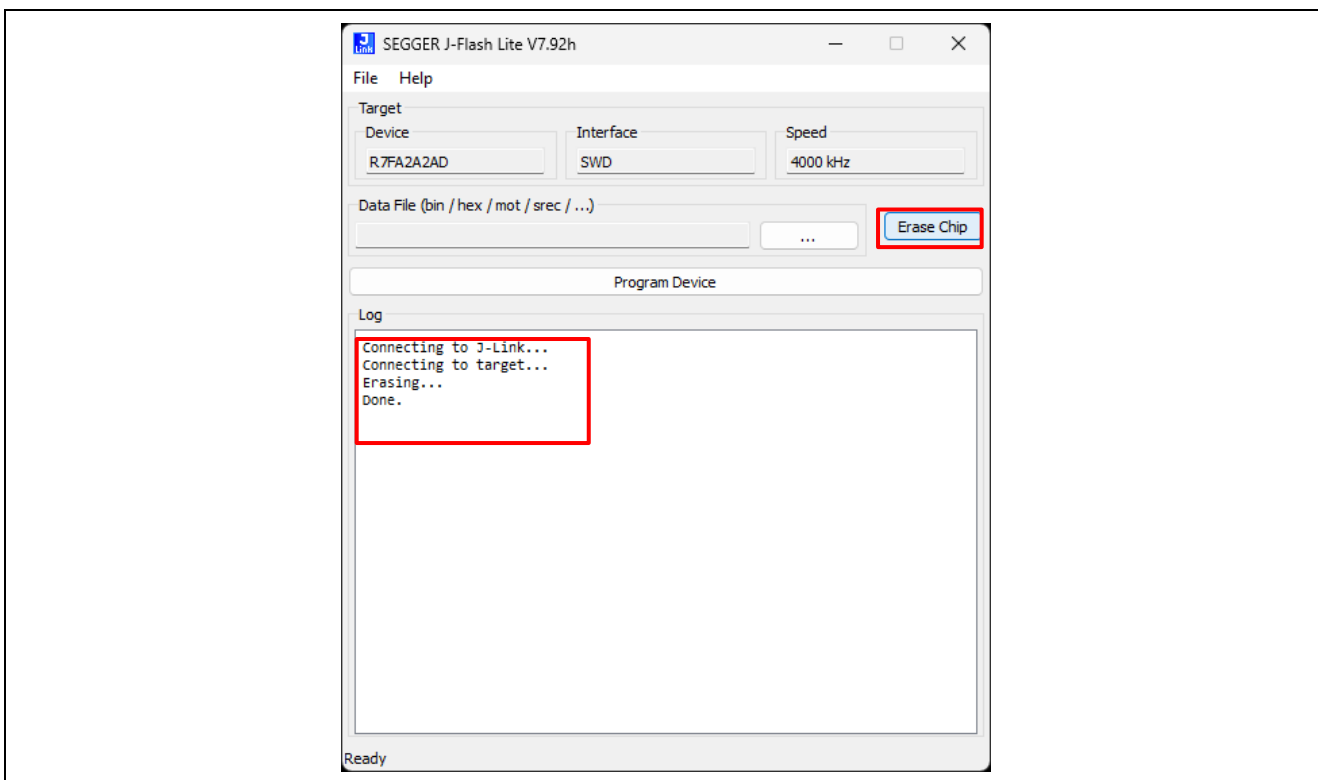 J
Link
SEGGER J-Flash Lite V7.92h
File Help
Target
Device Interface Speed
R7FA2A2AD SWD 4000 kHz
Data File (bin / hex / mot / srec / ...)
... Erase Chip
Program Device
Log
Connecting to J-Link...
Connecting to target...
Erasing...
Done.
Ready